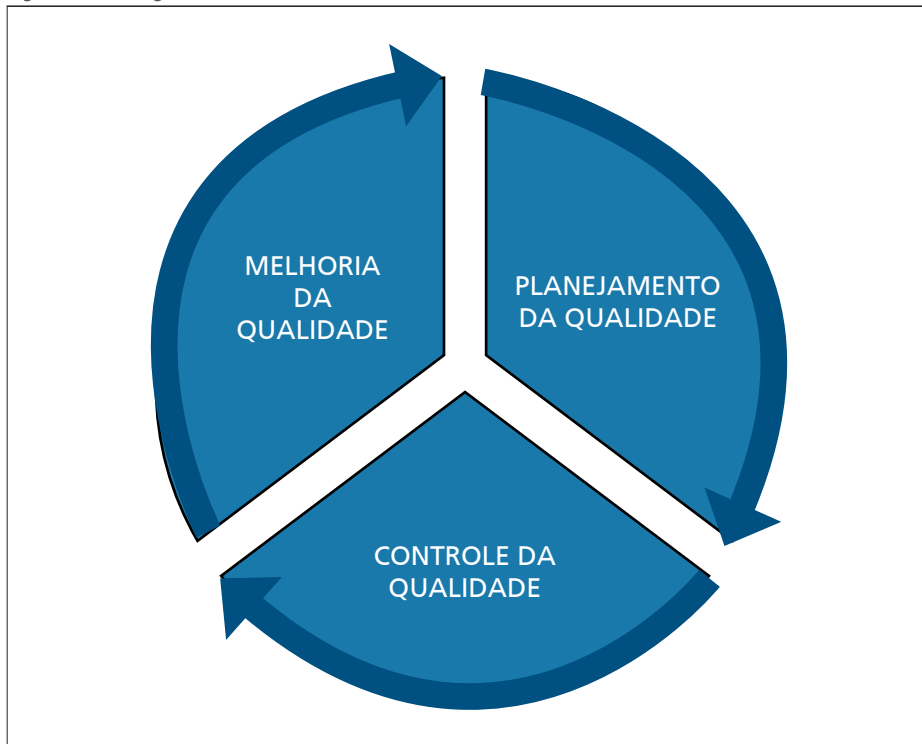 MELHORIA
DA
QUALIDADE
PLANEJAMENTO
DA QUALIDADE
CONTROLE DA
QUALIDADE